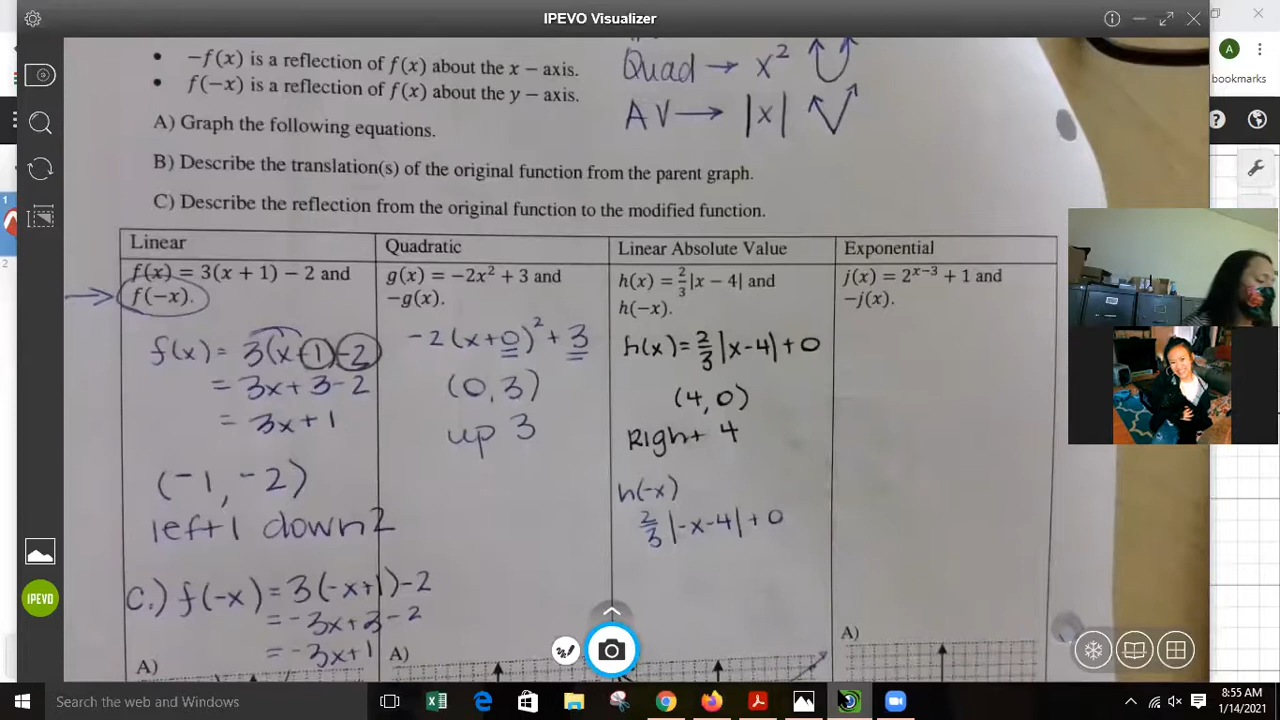 IPEVO Visualizer
A
bookmarks
• −f(x) is a reflection of f(x) about the x − axis.
• f(−x) is a reflection of f(x) about the y − axis.
Quad → x²
AV → |x|
A) Graph the following equations.
B) Describe the translation(s) of the original function from the parent graph.
C) Describe the reflection from the original function to the modified function.
Linear
f(x) = 3(x + 1) − 2 and
f(−x).
f(x) = 3(x+1)-2
= 3x+3-2
= 3x+1
(-1, -2)
left 1 down 2
C.) f(-x) = 3(-x+1)-2
= -3x+3-2
= -3x+1
A)
Quadratic
g(x) = −2x² + 3 and
−g(x).
-2(x+0)²+3
(0, 3)
up 3
A)
Linear Absolute Value
h(x) = 2/3|x − 4| and
h(−x).
h(x) = 2/3|x-4|+0
(4, 0)
Right 4
h(-x)
2/3|-x-4|+0
Exponential
j(x) = 2ˣ⁻³ + 1 and
−j(x).
A)
IPEVO
1
2
Search the web and Windows
8:55 AM
1/14/2021